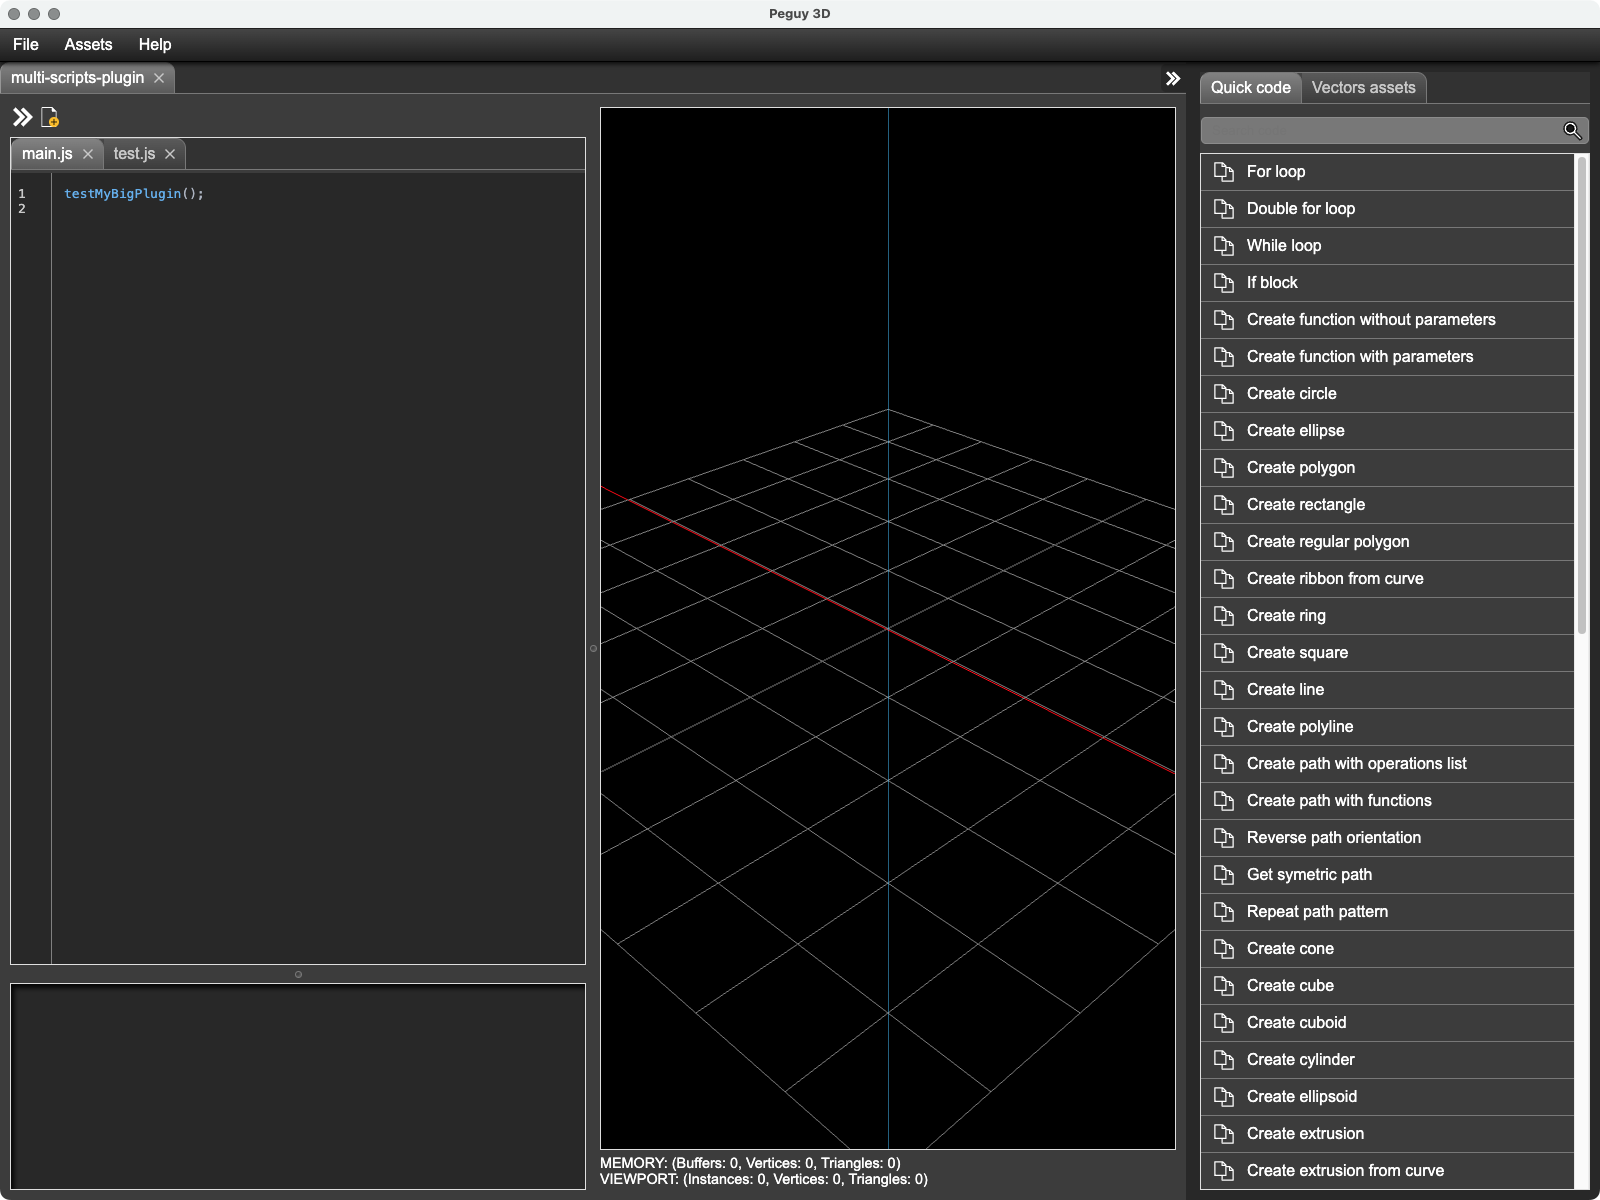 Peguy 3D
File Assets Help
multi-scripts-plugin
main.js test.js
1 testMyBigPlugin();
2
MEMORY: (Buffers: 0, Vertices: 0, Triangles: 0)
VIEWPORT: (Instances: 0, Vertices: 0, Triangles: 0)
Quick code Vectors assets
For loop
Double for loop
While loop
If block
Create function without parameters
Create function with parameters
Create circle
Create ellipse
Create polygon
Create rectangle
Create regular polygon
Create ribbon from curve
Create ring
Create square
Create line
Create polyline
Create path with operations list
Create path with functions
Reverse path orientation
Get symetric path
Repeat path pattern
Create cone
Create cube
Create cuboid
Create cylinder
Create ellipsoid
Create extrusion
Create extrusion from curve